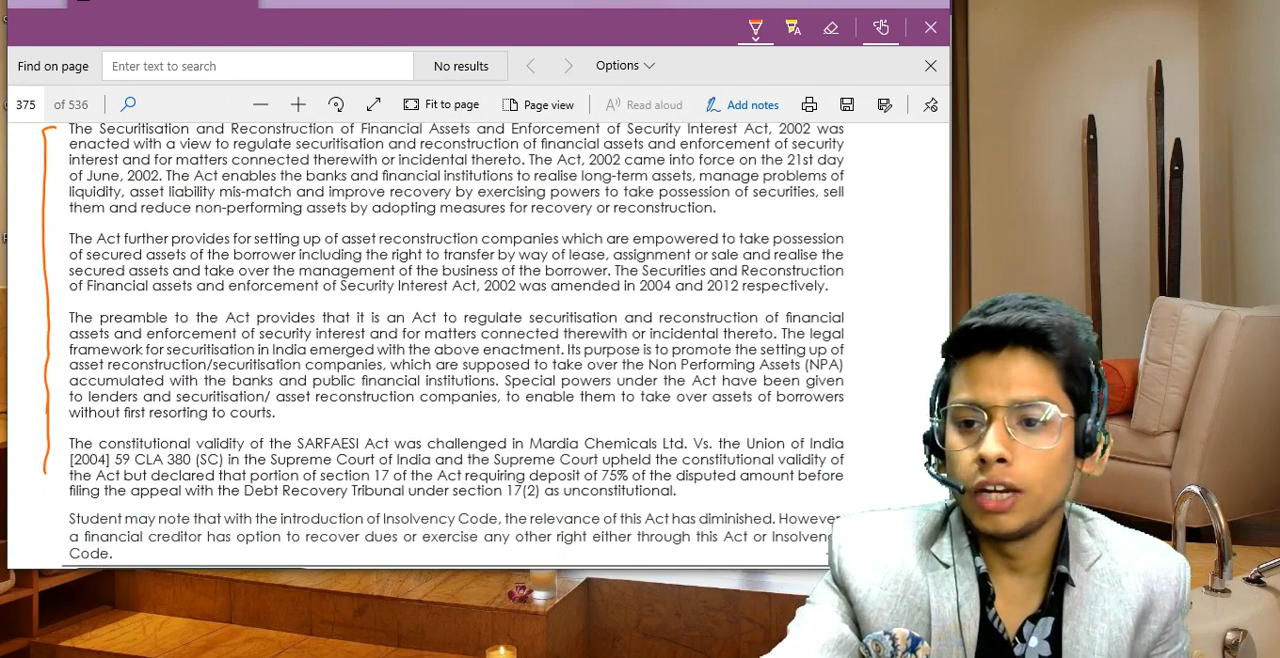 Find on page
Enter text to search
No results
Options
375 of 536
Fit to page
Page view
Read aloud
Add notes
The Securitisation and Reconstruction of Financial Assets and Enforcement of Security Interest Act, 2002 was
enacted with a view to regulate securitisation and reconstruction of financial assets and enforcement of security
interest and for matters connected therewith or incidental thereto. The Act, 2002 came into force on the 21st day
of June, 2002. The Act enables the banks and financial institutions to realise long-term assets, manage problems of
liquidity, asset liability mis-match and improve recovery by exercising powers to take possession of securities, sell
them and reduce non-performing assets by adopting measures for recovery or reconstruction.
The Act further provides for setting up of asset reconstruction companies which are empowered to take possession
of secured assets of the borrower including the right to transfer by way of lease, assignment or sale and realise the
secured assets and take over the management of the business of the borrower. The Securities and Reconstruction
of Financial assets and enforcement of Security Interest Act, 2002 was amended in 2004 and 2012 respectively.
The preamble to the Act provides that it is an Act to regulate securitisation and reconstruction of financial
assets and enforcement of security interest and for matters connected therewith or incidental thereto. The legal
framework for securitisation in India emerged with the above enactment. Its purpose is to promote the setting up of
asset reconstruction/securitisation companies, which are supposed to take over the Non Performing Assets (NPA)
accumulated with the banks and public financial institutions. Special powers under the Act have been given
to lenders and securitisation/ asset reconstruction companies, to enable them to take over assets of borrowers
without first resorting to courts.
The constitutional validity of the SARFAESI Act was challenged in Mardia Chemicals Ltd. Vs. the Union of India
[2004] 59 CLA 380 (SC) in the Supreme Court of India and the Supreme Court upheld the constitutional validity of
the Act but declared that portion of section 17 of the Act requiring deposit of 75% of the disputed amount before
filing the appeal with the Debt Recovery Tribunal under section 17(2) as unconstitutional.
Student may note that with the introduction of Insolvency Code, the relevance of this Act has diminished.
a financial creditor has option to recover dues or exercise any other right either through this Act or
Code.